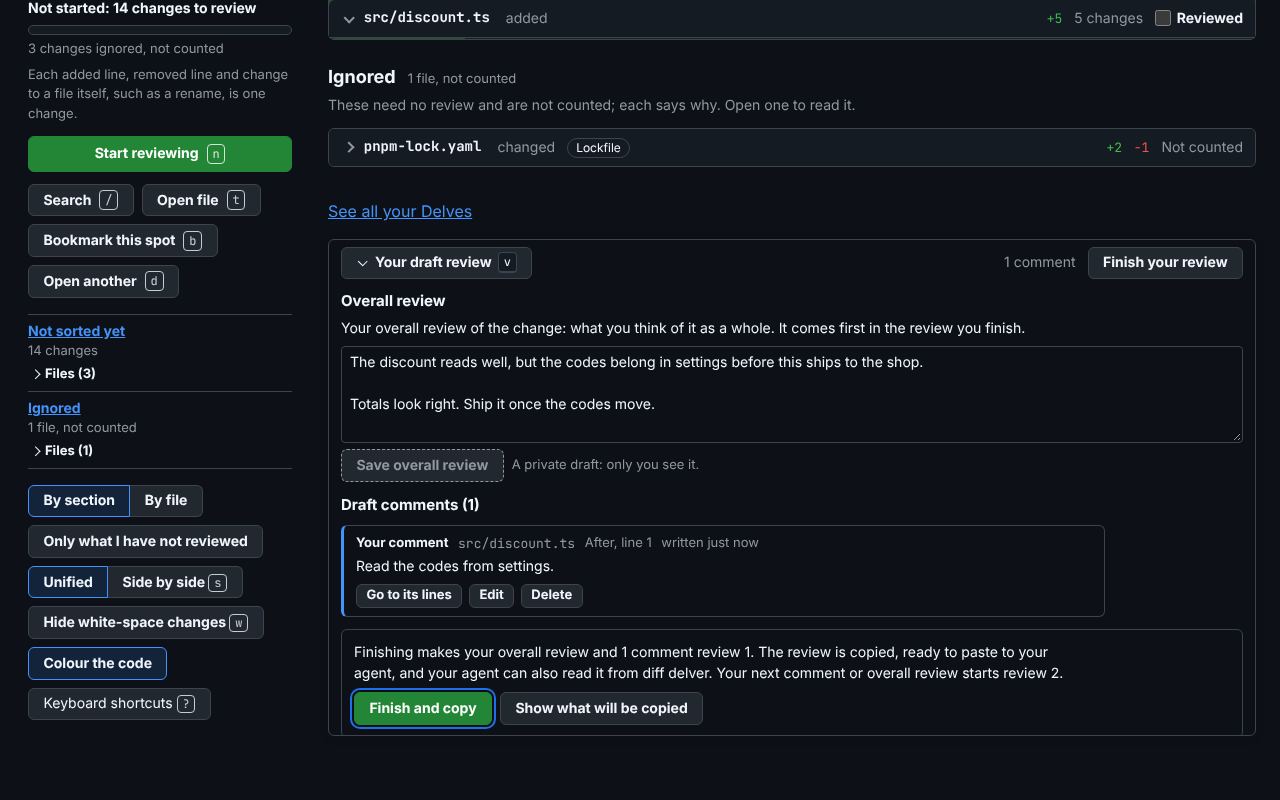 Not started: 14 changes to review
3 changes ignored, not counted
Each added line, removed line and change
to a file itself, such as a rename, is one
change.
Start reviewing n
Search /
Open file t
Bookmark this spot b
Open another d
Not sorted yet
14 changes
Files (3)
Ignored
1 file, not counted
Files (1)
By section
By file
Only what I have not reviewed
Unified
Side by side s
Hide white-space changes w
Colour the code
Keyboard shortcuts ?
src/discount.ts added +5 5 changes Reviewed
Ignored 1 file, not counted
These need no review and are not counted; each says why. Open one to read it.
pnpm-lock.yaml changed Lockfile +2 -1 Not counted
See all your Delves
Your draft review v 1 comment Finish your review
Overall review
Your overall review of the change: what you think of it as a whole. It comes first in the review you finish.
The discount reads well, but the codes belong in settings before this ships to the shop.
Totals look right. Ship it once the codes move.
Save overall review A private draft: only you see it.
Draft comments (1)
Your comment src/discount.ts After, line 1 written just now
Read the codes from settings.
Go to its lines Edit Delete
Finishing makes your overall review and 1 comment review 1. The review is copied, ready to paste to your
agent, and your agent can also read it from diff delver. Your next comment or overall review starts review 2.
Finish and copy Show what will be copied